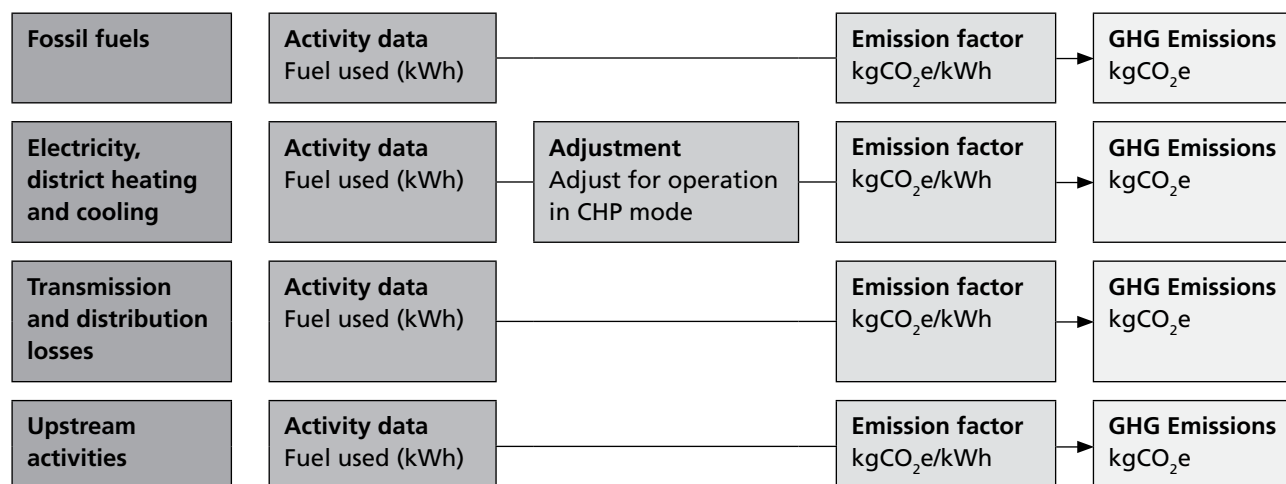 Fossil fuels
Activity data
Fuel used (kWh)
Emission factor
kgCO₂e/kWh
GHG Emissions
kgCO₂e
Electricity,
district heating
and cooling
Activity data
Fuel used (kWh)
Adjustment
Adjust for operation
in CHP mode
Emission factor
kgCO₂e/kWh
GHG Emissions
kgCO₂e
Transmission
and distribution
losses
Activity data
Fuel used (kWh)
Emission factor
kgCO₂e/kWh
GHG Emissions
kgCO₂e
Upstream
activities
Activity data
Fuel used (kWh)
Emission factor
kgCO₂e/kWh
GHG Emissions
kgCO₂e